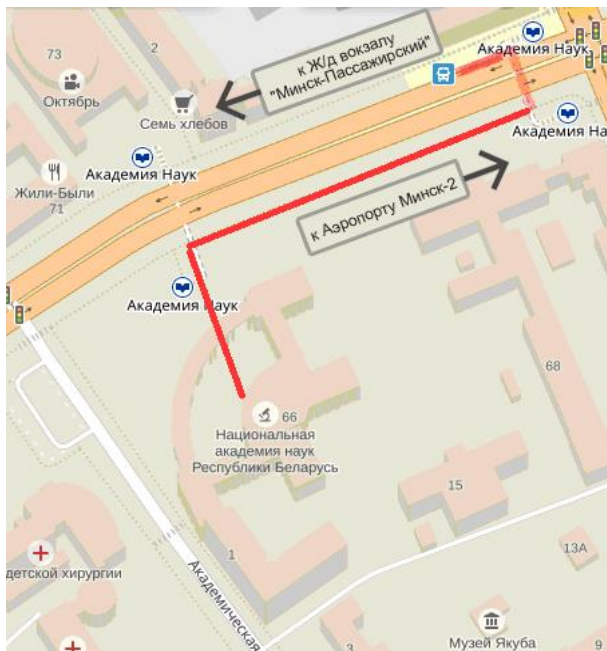 73
2
Октябрь
Семь хлебов
к Ж/д вокзалу
"Минск-Пассажирский"
Академия Наук
Академия На
Академия Наук
Жили-Были
71
к Аэропорту Минск-2
Академия Наук
68
66
Национальная
академия наук
Республики Беларусь
15
1
13А
детской хирургии
Академическая
Музей Якуба
3
9